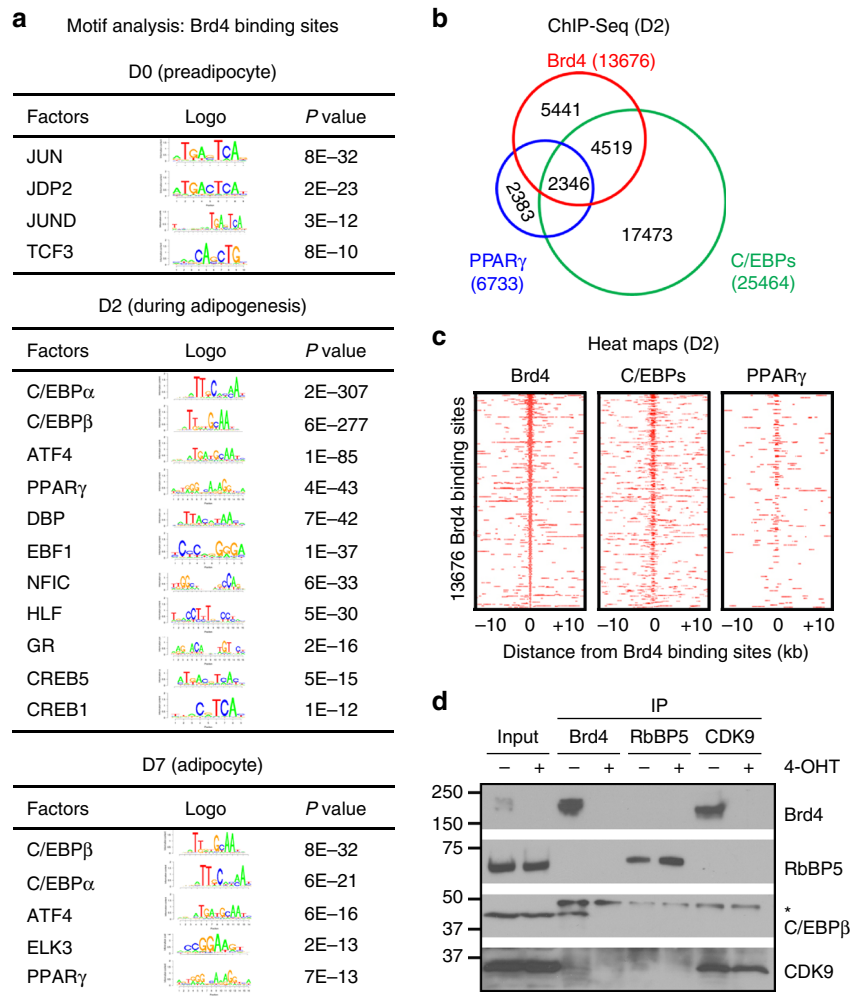 a
Motif analysis: Brd4 binding sites
D0 (preadipocyte)
Factors Logo P value
JUN 8E–32
JDP2 2E–23
JUND 3E–12
TCF3 8E–10
D2 (during adipogenesis)
Factors Logo P value
C/EBPα 2E–307
C/EBPβ 6E–277
ATF4 1E–85
PPARγ 4E–43
DBP 7E–42
EBF1 1E–37
NFIC 6E–33
HLF 5E–30
GR 2E–16
CREB5 5E–15
CREB1 1E–12
D7 (adipocyte)
Factors Logo P value
C/EBPβ 8E–32
C/EBPα 6E–21
ATF4 6E–16
ELK3 2E–13
PPARγ 7E–13
b
ChIP-Seq (D2)
Brd4 (13676)
5441
4519
2346
2383
17473
PPARγ
(6733)
C/EBPs
(25464)
c
Heat maps (D2)
Brd4 C/EBPs PPARγ
13676 Brd4 binding sites
–10 0 +10 –10 0 +10 –10 0 +10
Distance from Brd4 binding sites (kb)
d
IP
Input Brd4 RbBP5 CDK9
– + – + – + – + 4-OHT
250
150
Brd4
75
RbBP5
50
37
*
C/EBPβ
37
CDK9